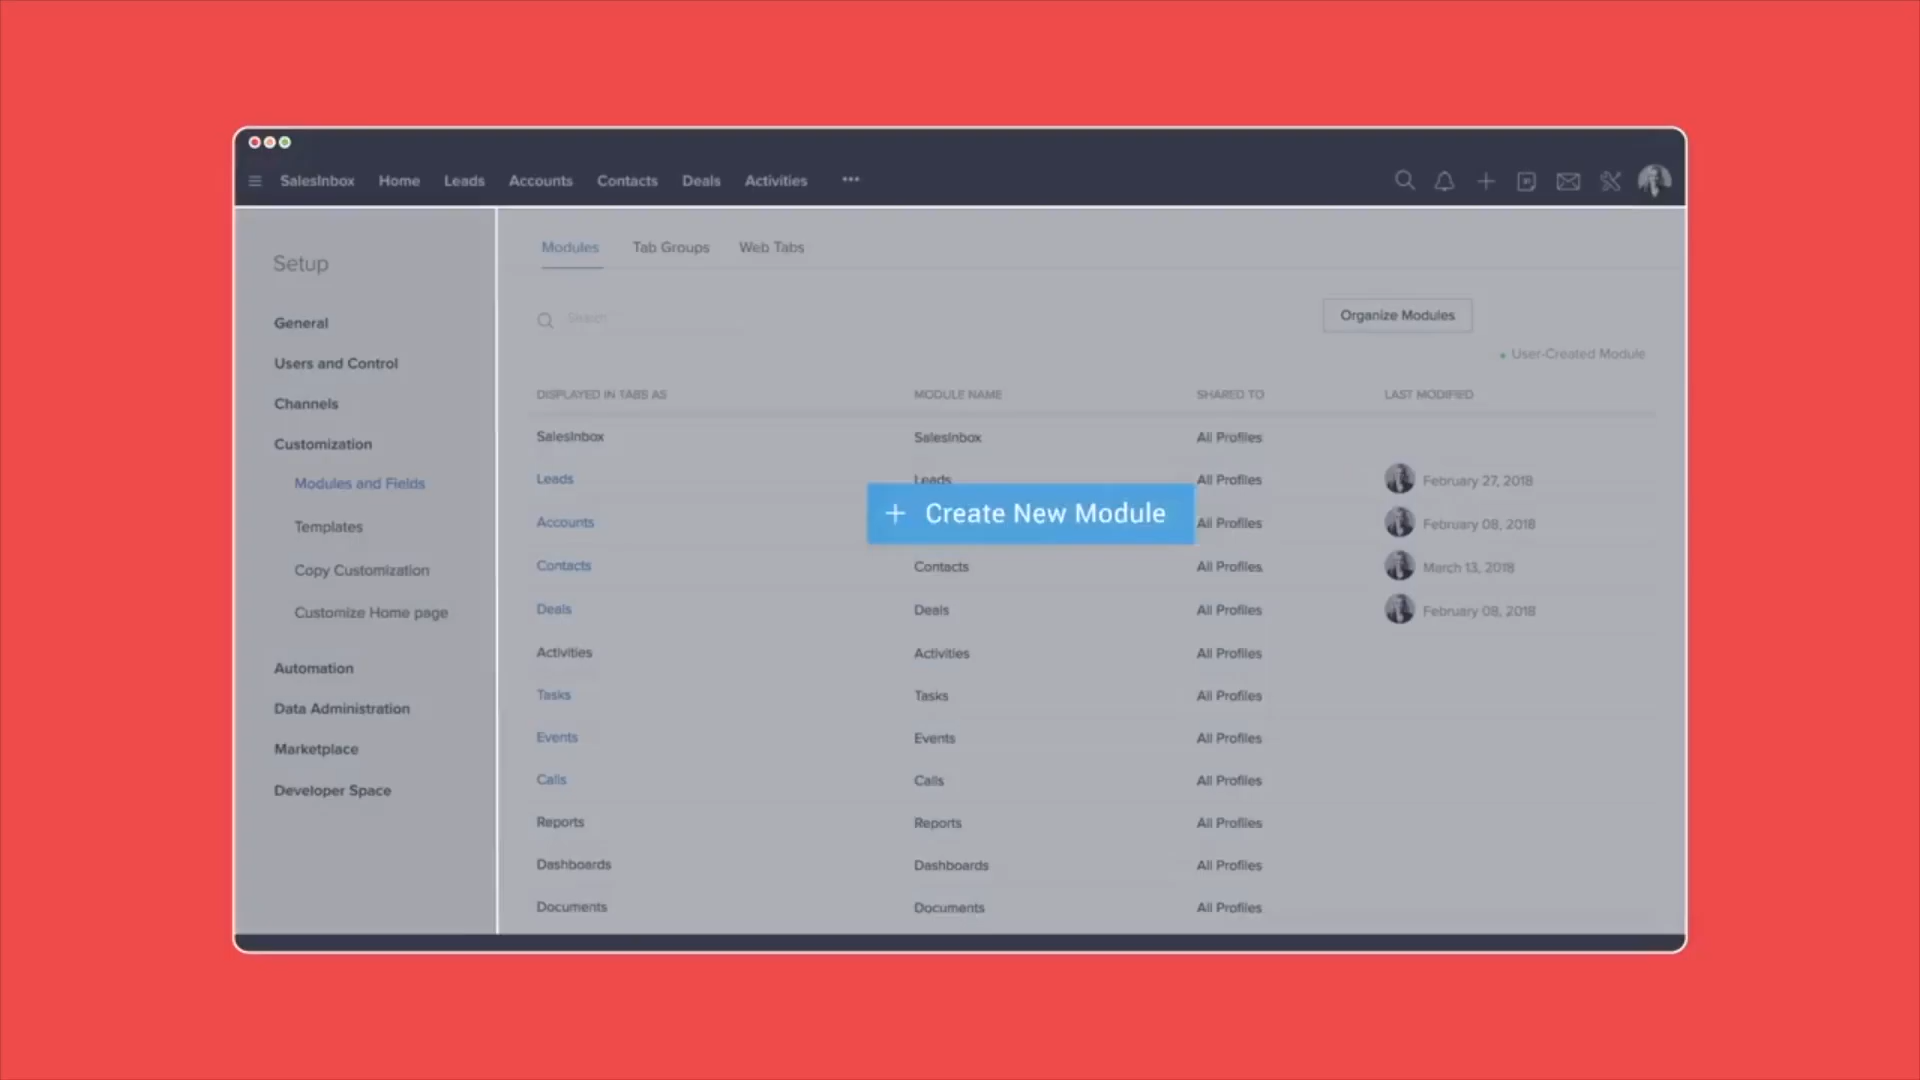 SalesInbox Home Leads Accounts Contacts Deals Activities
Setup
General
Users and Control
Channels
Customization
Modules and Fields
Templates
Copy Customization
Customize Home page
Automation
Data Administration
Marketplace
Developer Space
Modules Tab Groups Web Tabs
Search
Organize Modules
User-Created Module
DISPLAYED IN TABS AS MODULE NAME SHARED TO LAST MODIFIED
SalesInbox SalesInbox All Profiles
Leads Leads All Profiles February 27, 2018
+ Create New Module
Accounts All Profiles February 08, 2018
Contacts Contacts All Profiles March 13, 2018
Deals Deals All Profiles February 08, 2018
Activities Activities All Profiles
Tasks Tasks All Profiles
Events Events All Profiles
Calls Calls All Profiles
Reports Reports All Profiles
Dashboards Dashboards All Profiles
Documents Documents All Profiles